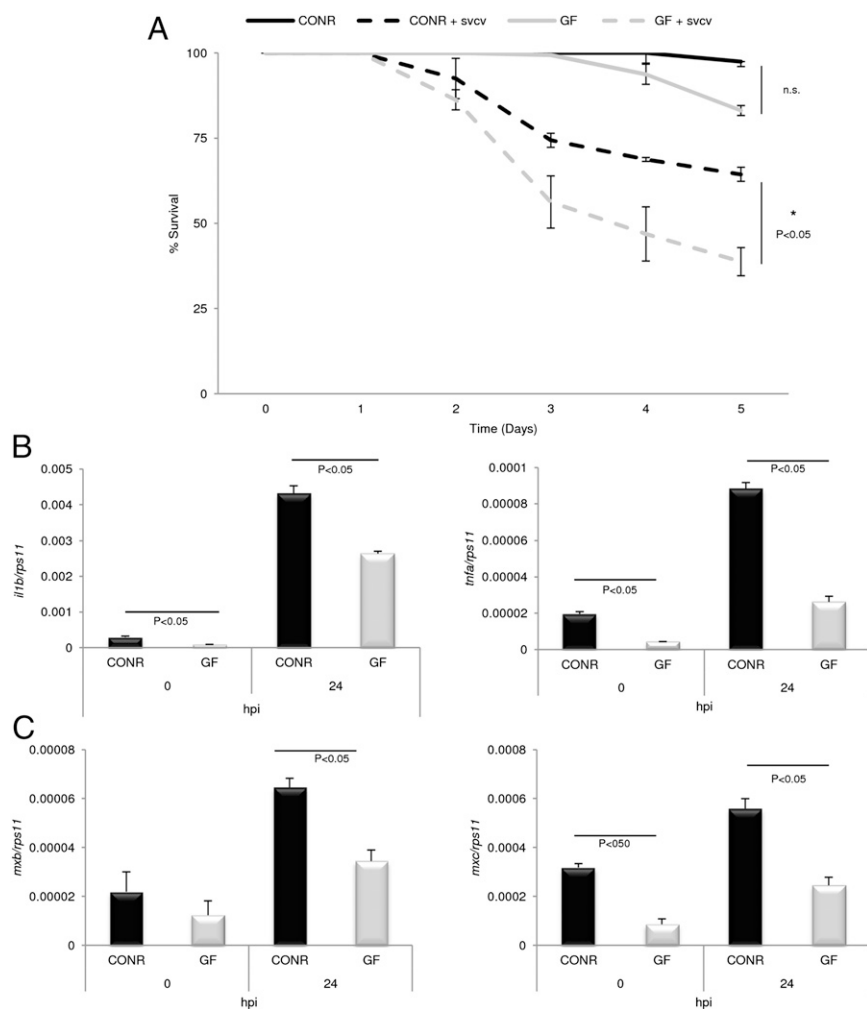 A
CONR CONR + svcv GF GF + svcv
100
75
50
25
0
% Survival
n.s.
*
P<0.05
0 1 2 3 4 5
Time (Days)
B
0.005
0.004
0.003
0.002
0.001
0
il1b/rps11
P<0.05
P<0.05
CONR GF CONR GF
0 24
hpi
0.0001
0.00008
0.00006
0.00004
0.00002
0
tnfa/rps11
P<0.05
P<0.05
CONR GF CONR GF
0 24
hpi
C
0.00008
0.00006
0.00004
0.00002
0
mxb/rps11
P<0.05
CONR GF CONR GF
0 24
hpi
0.0008
0.0006
0.0004
0.0002
0
mxc/rps11
P<050
P<0.05
CONR GF CONR GF
0 24
hpi